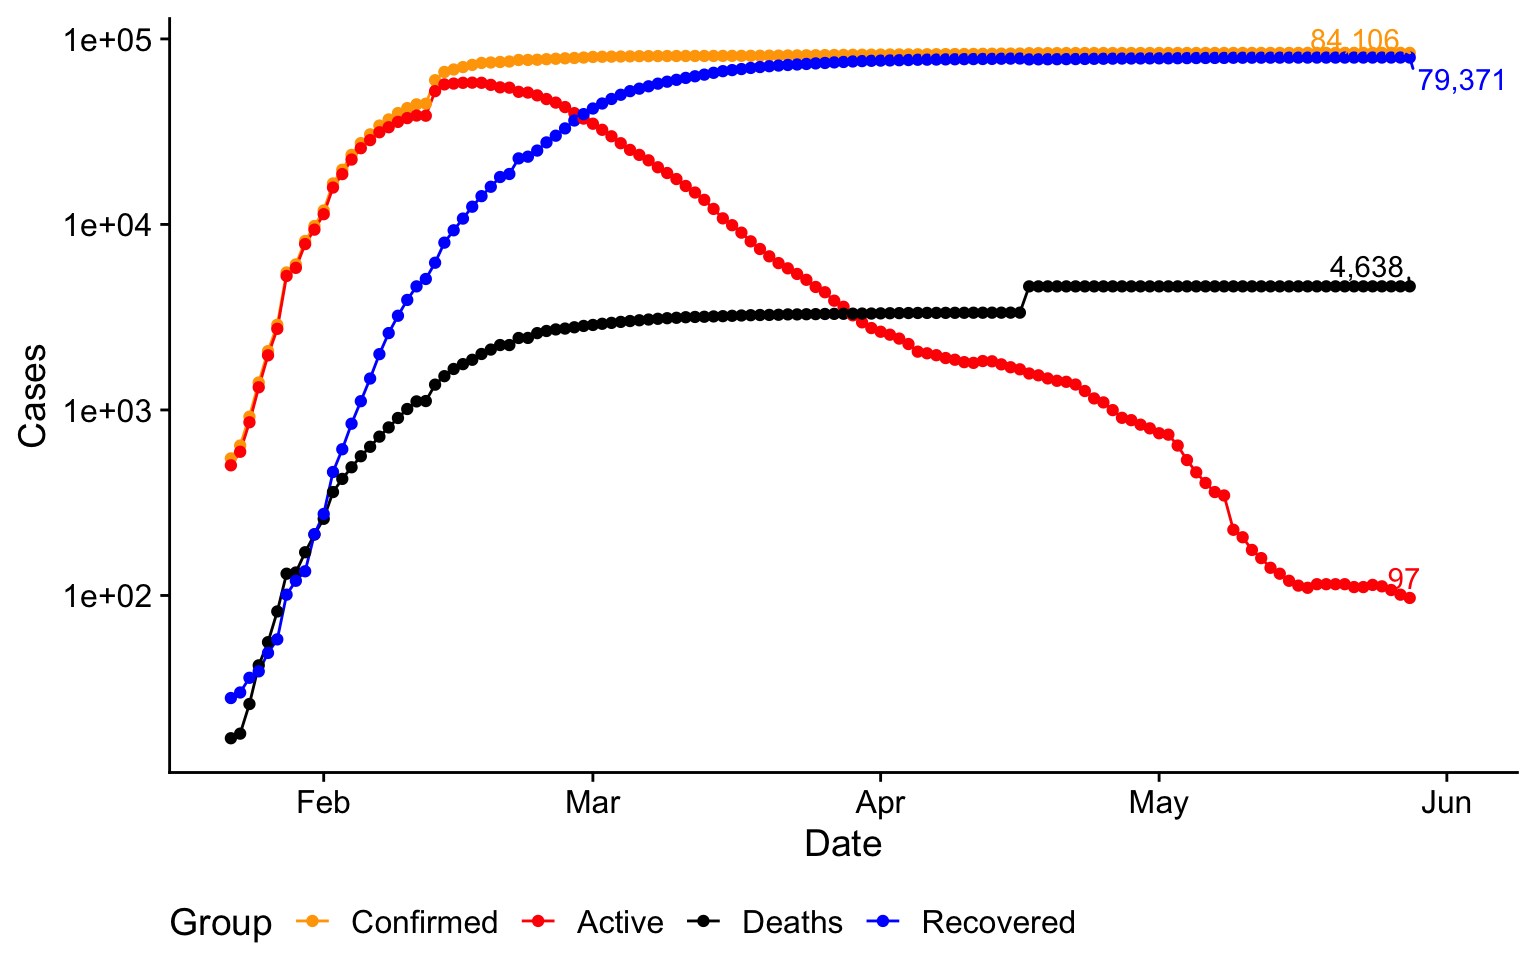 1e+05
1e+04
1e+03
1e+02
Cases
84,106
79,371
4,638
97
Feb Mar Apr May Jun
Date
Group Confirmed Active Deaths Recovered